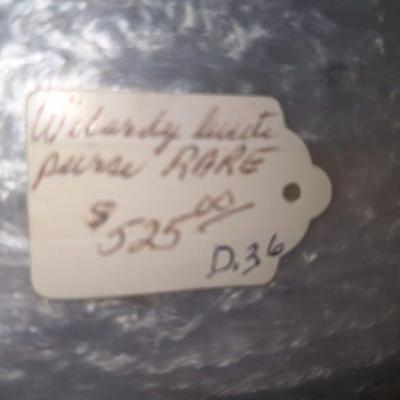 Wilardy lucite
purse RARE
$525.00
D.36